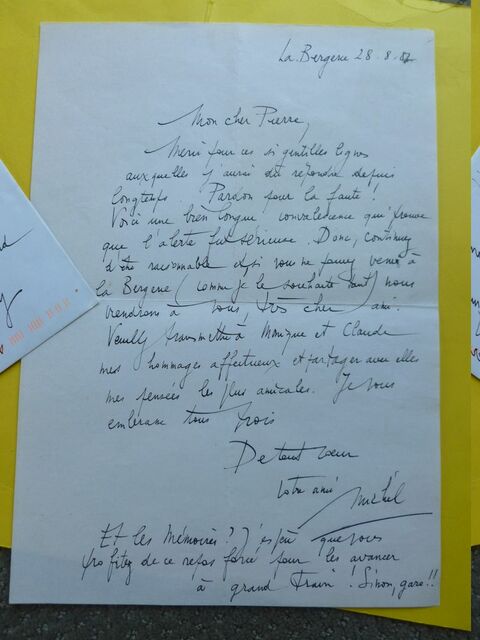 La Bergerie 28.8.87
Mon cher Pierre,
Merci pour ces si gentilles lignes
auxquelles j'aurai dû répondre depuis
longtemps. Pardon pour la faute!
Voici une bien longue convalescence qui prouve
que l'alerte fut sérieuse. Donc, continuez
d'être raisonnable et si vous ne pouvez venir à
la Bergerie (comme je le souhaite tant) nous
viendrons à vous, très cher ami.
Veuillez transmettre à Monique et Claude
mes hommages affectueux et partager avec elles
mes pensées les plus amicales. Je vous
embrasse tous trois
De tout coeur
Votre ami Michel
Et les Mémoires? J'espère que vous
profitez de ce repos forcé pour les avancer
à grand train. Sinon, gare!!